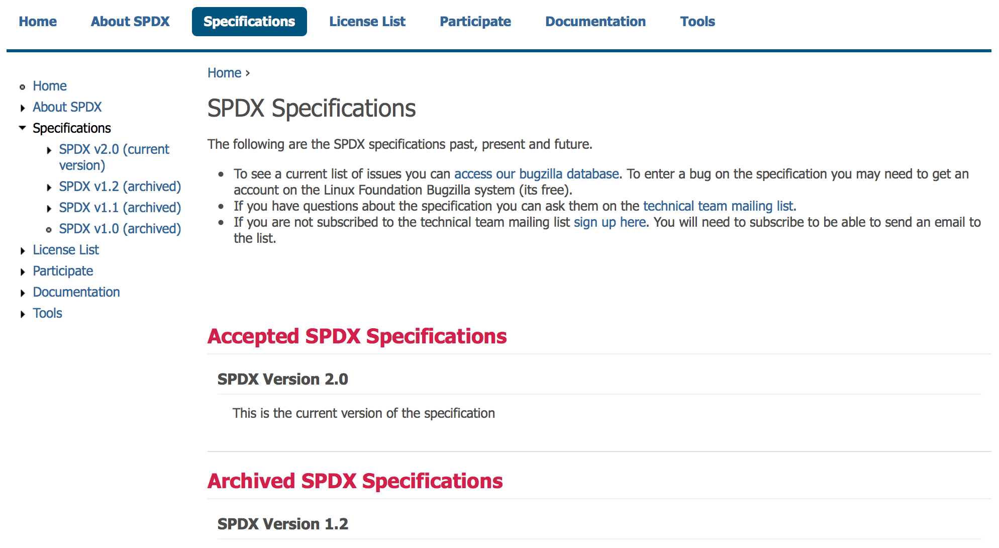 Home About SPDX Specifications License List Participate Documentation Tools
Home
About SPDX
Specifications
SPDX v2.0 (current
version)
SPDX v1.2 (archived)
SPDX v1.1 (archived)
SPDX v1.0 (archived)
License List
Participate
Documentation
Tools
Home ›
SPDX Specifications
The following are the SPDX specifications past, present and future.
To see a current list of issues you can access our bugzilla database. To enter a bug on the specification you may need to get an
account on the Linux Foundation Bugzilla system (its free).
If you have questions about the specification you can ask them on the technical team mailing list.
If you are not subscribed to the technical team mailing list sign up here. You will need to subscribe to be able to send an email to
the list.
Accepted SPDX Specifications
SPDX Version 2.0
This is the current version of the specification
Archived SPDX Specifications
SPDX Version 1.2